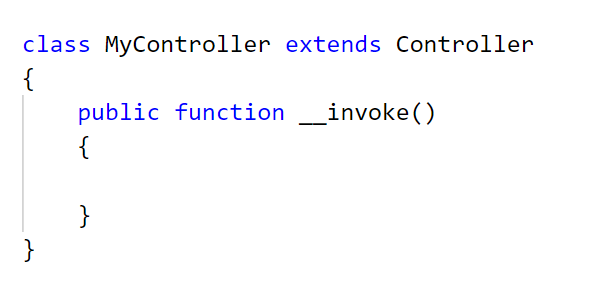 class MyController extends Controller
{
    public function __invoke()
    {
    }
}